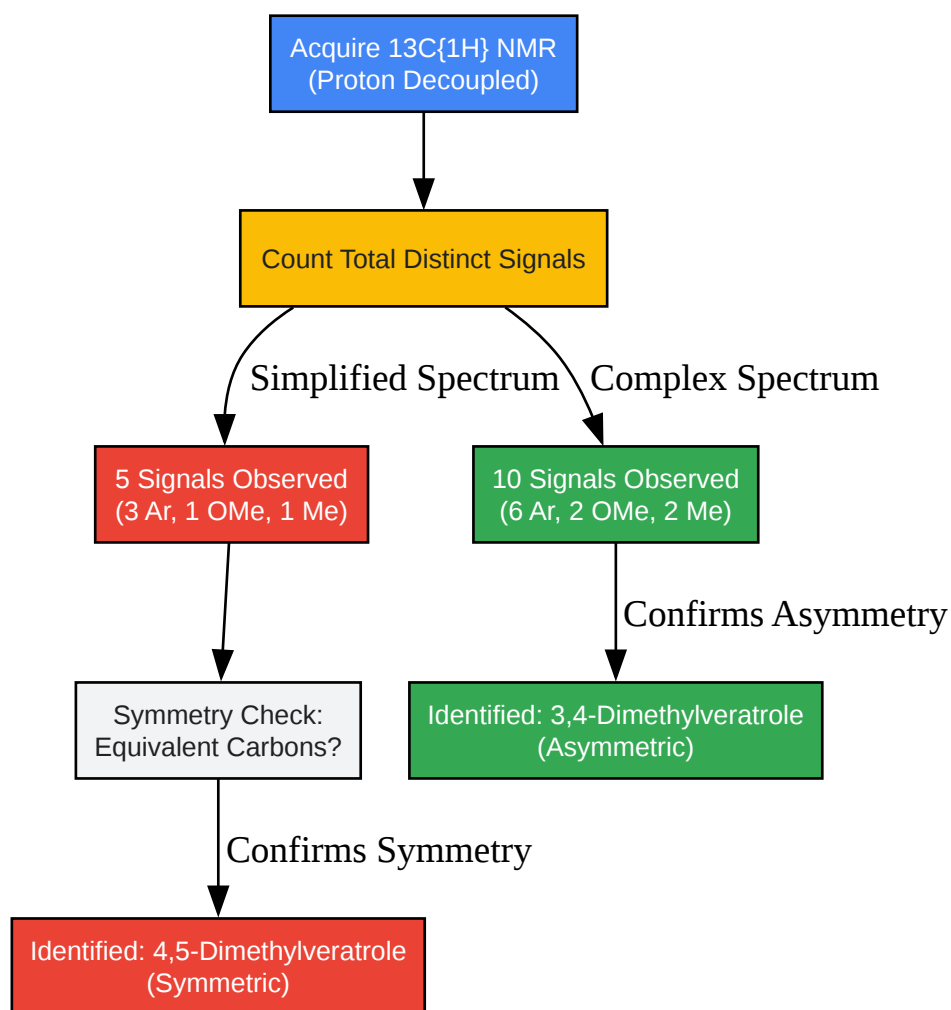 Acquire 13C{1H} NMR
(Proton Decoupled)
Count Total Distinct Signals
Simplified Spectrum
Complex Spectrum
5 Signals Observed
(3 Ar, 1 OMe, 1 Me)
10 Signals Observed
(6 Ar, 2 OMe, 2 Me)
Confirms Asymmetry
Symmetry Check:
Equivalent Carbons?
Identified: 3,4-Dimethylveratrole
(Asymmetric)
Confirms Symmetry
Identified: 4,5-Dimethylveratrole
(Symmetric)